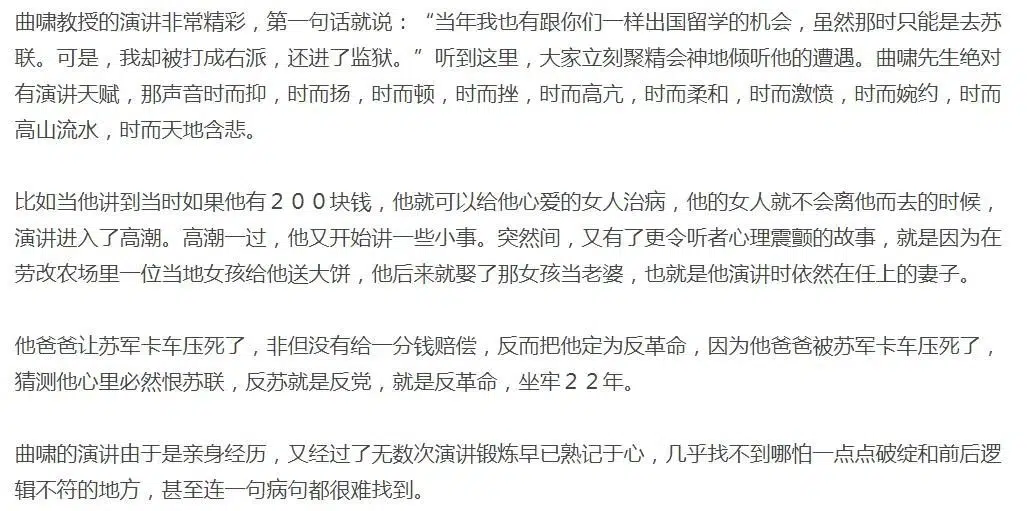 曲啸教授的演讲非常精彩，第一句话就说：“当年我也有跟你们一样出国留学的机会，虽然那时只能是去苏
联。可是，我却被打成右派，还进了监狱。”听到这里，大家立刻聚精会神地倾听他的遭遇。曲啸先生绝对
有演讲天赋，那声音时而抑，时而扬，时而顿，时而挫，时而高亢，时而柔和，时而激愤，时而婉约，时而
高山流水，时而天地含悲。
比如当他讲到当时如果他有２００块钱，他就可以给他心爱的女人治病，他的女人就不会离他而去的时候，
演讲进入了高潮。高潮一过，他又开始讲一些小事。突然间，又有了更令听者心理震颤的故事，就是因为在
劳改农场里一位当地女孩给他送大饼，他后来就娶了那女孩当老婆，也就是他演讲时依然在任上的妻子。
他爸爸让苏军卡车压死了，非但没有给一分钱赔偿，反而把他定为反革命，因为他爸爸被苏军卡车压死了，
猜测他心里必然恨苏联，反苏就是反党，就是反革命，坐牢２２年。
曲啸的演讲由于是亲身经历，又经过了无数次演讲锻炼早已熟记于心，几乎找不到哪怕一点点破绽和前后逻
辑不符的地方，甚至连一句病句都很难找到。